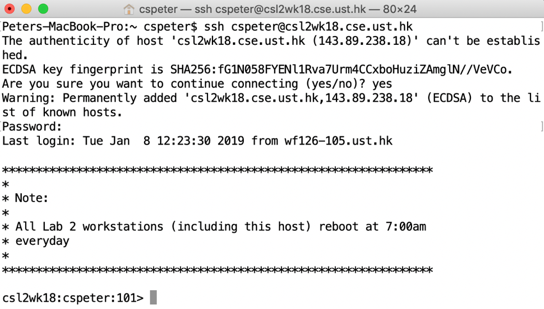 cspeter — ssh cspeter@csl2wk18.cse.ust.hk — 80×24
[Peters-MacBook-Pro:~ cspeter$ ssh cspeter@csl2wk18.cse.ust.hk ]
The authenticity of host 'csl2wk18.cse.ust.hk (143.89.238.18)' can't be establis
hed.
ECDSA key fingerprint is SHA256:fG1N058FYENl1Rva7Urm4CCxboHuziZAmglN//VeVCo.
Are you sure you want to continue connecting (yes/no)? yes
Warning: Permanently added 'csl2wk18.cse.ust.hk,143.89.238.18' (ECDSA) to the li
st of known hosts.
[Password: ]
Last login: Tue Jan  8 12:23:30 2019 from wf126-105.ust.hk
****************************************************************
*
* Note:
*
* All Lab 2 workstations (including this host) reboot at 7:00am
* everyday
*
****************************************************************
csl2wk18:cspeter:101>